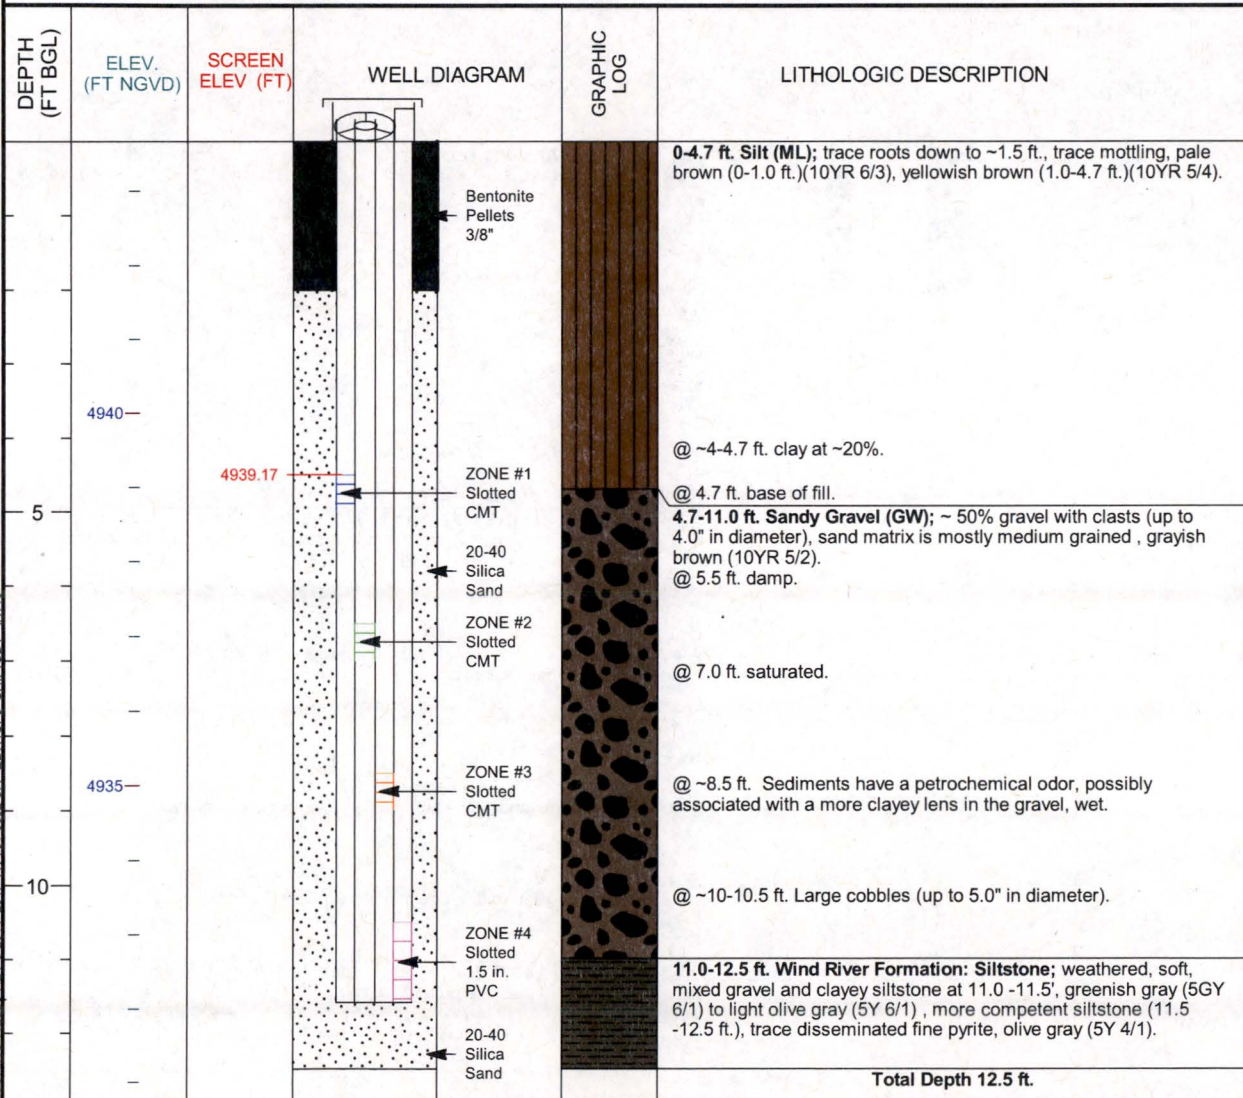 DEPTH
(FT BGL)
ELEV.
(FT NGVD)
SCREEN
ELEV (FT)
WELL DIAGRAM
GRAPHIC
LOG
LITHOLOGIC DESCRIPTION
0-4.7 ft. Silt (ML); trace roots down to ~1.5 ft., trace mottling, pale
brown (0-1.0 ft.)(10YR 6/3), yellowish brown (1.0-4.7 ft.)(10YR 5/4).
Bentonite
Pellets
3/8"
4940
@ ~4-4.7 ft. clay at ~20%.
4939.17
ZONE #1
Slotted
CMT
@ 4.7 ft. base of fill.
5
4.7-11.0 ft. Sandy Gravel (GW); ~ 50% gravel with clasts (up to
4.0" in diameter), sand matrix is mostly medium grained , grayish
brown (10YR 5/2).
@ 5.5 ft. damp.
20-40
Silica
Sand
ZONE #2
Slotted
CMT
@ 7.0 ft. saturated.
ZONE #3
Slotted
CMT
4935
@ ~8.5 ft. Sediments have a petrochemical odor, possibly
associated with a more clayey lens in the gravel, wet.
10
@ ~10-10.5 ft. Large cobbles (up to 5.0" in diameter).
ZONE #4
Slotted
1.5 in.
PVC
11.0-12.5 ft. Wind River Formation: Siltstone; weathered, soft,
mixed gravel and clayey siltstone at 11.0 -11.5', greenish gray (5GY
6/1) to light olive gray (5Y 6/1) , more competent siltstone (11.5
-12.5 ft.), trace disseminated fine pyrite, olive gray (5Y 4/1).
20-40
Silica
Sand
Total Depth 12.5 ft.